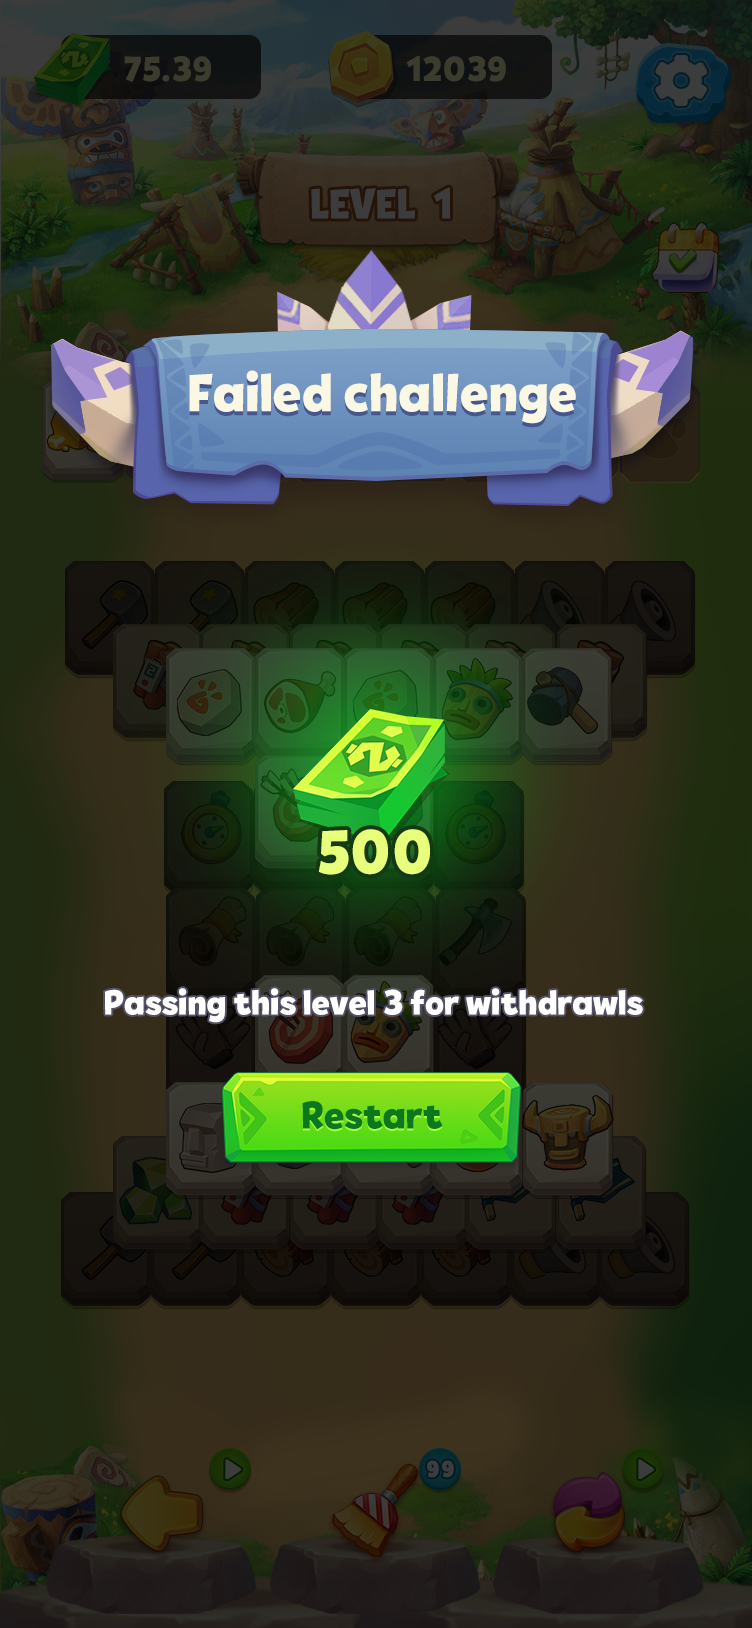 75.39
12039
LEVEL 1
Failed challenge
500
Passing this level 3 for withdrawls
Restart
99